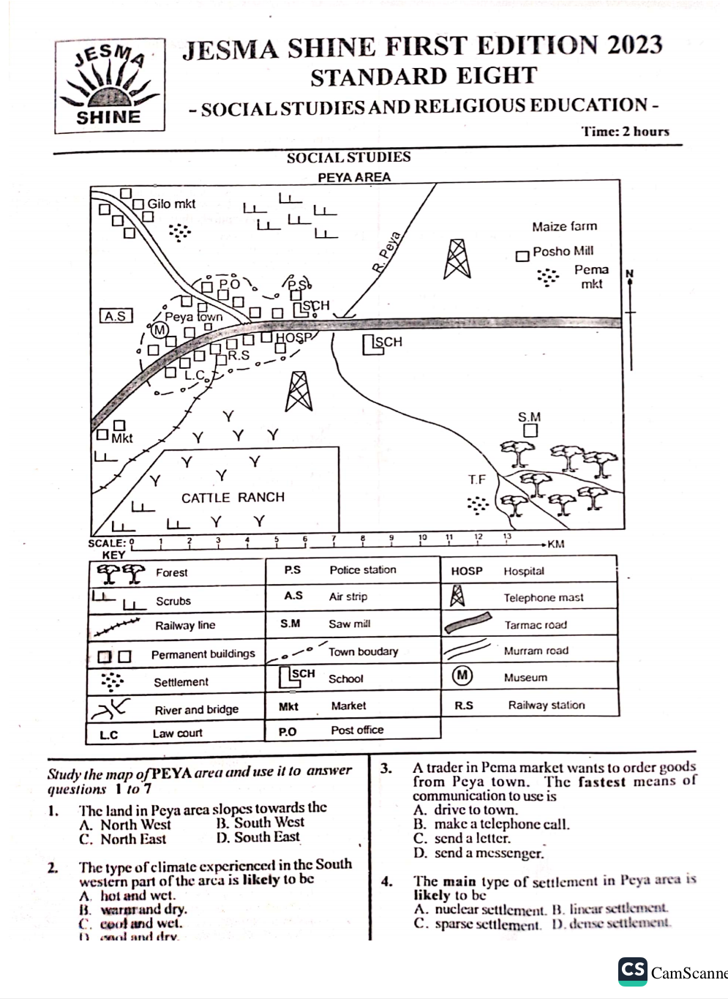 JESMA
SHINE
JESMA SHINE FIRST EDITION 2023
STANDARD EIGHT
- SOCIAL STUDIES AND RELIGIOUS EDUCATION -
Time: 2 hours
SOCIAL STUDIES
PEYA AREA
Gilo mkt
R. Peya
Maize farm
Posho Mill
Pema
mkt
N
P.O
P.S
SCH
A.S
Peya town
M
HOSP
SCH
R.S
L.C
Mkt
S.M
T.F
CATTLE RANCH
SCALE: 0 1 2 3 4 5 6 7 8 9 10 11 12 13 KM
KEY
Forest P.S Police station HOSP Hospital
Scrubs A.S Air strip Telephone mast
Railway line S.M Saw mill Tarmac road
Permanent buildings Town boudary Murram road
Settlement SCH School M Museum
River and bridge Mkt Market R.S Railway station
L.C Law court P.O Post office
Study the map of PEYA area and use it to answer
questions 1 to 7
1. The land in Peya area slopes towards the
A. North West B. South West
C. North East D. South East
2. The type of climate experienced in the South
western part of the area is likely to be
A. hot and wet.
B. warm and dry.
C. cool and wet.
D. cool and dry.
3. A trader in Pema market wants to order goods
from Peya town. The fastest means of
communication to use is
A. drive to town.
B. make a telephone call.
C. send a letter.
D. send a messenger.
4. The main type of settlement in Peya area is
likely to be
A. nuclear settlement. B. linear settlement.
C. sparse settlement. D. dense settlement.
CS CamScanne